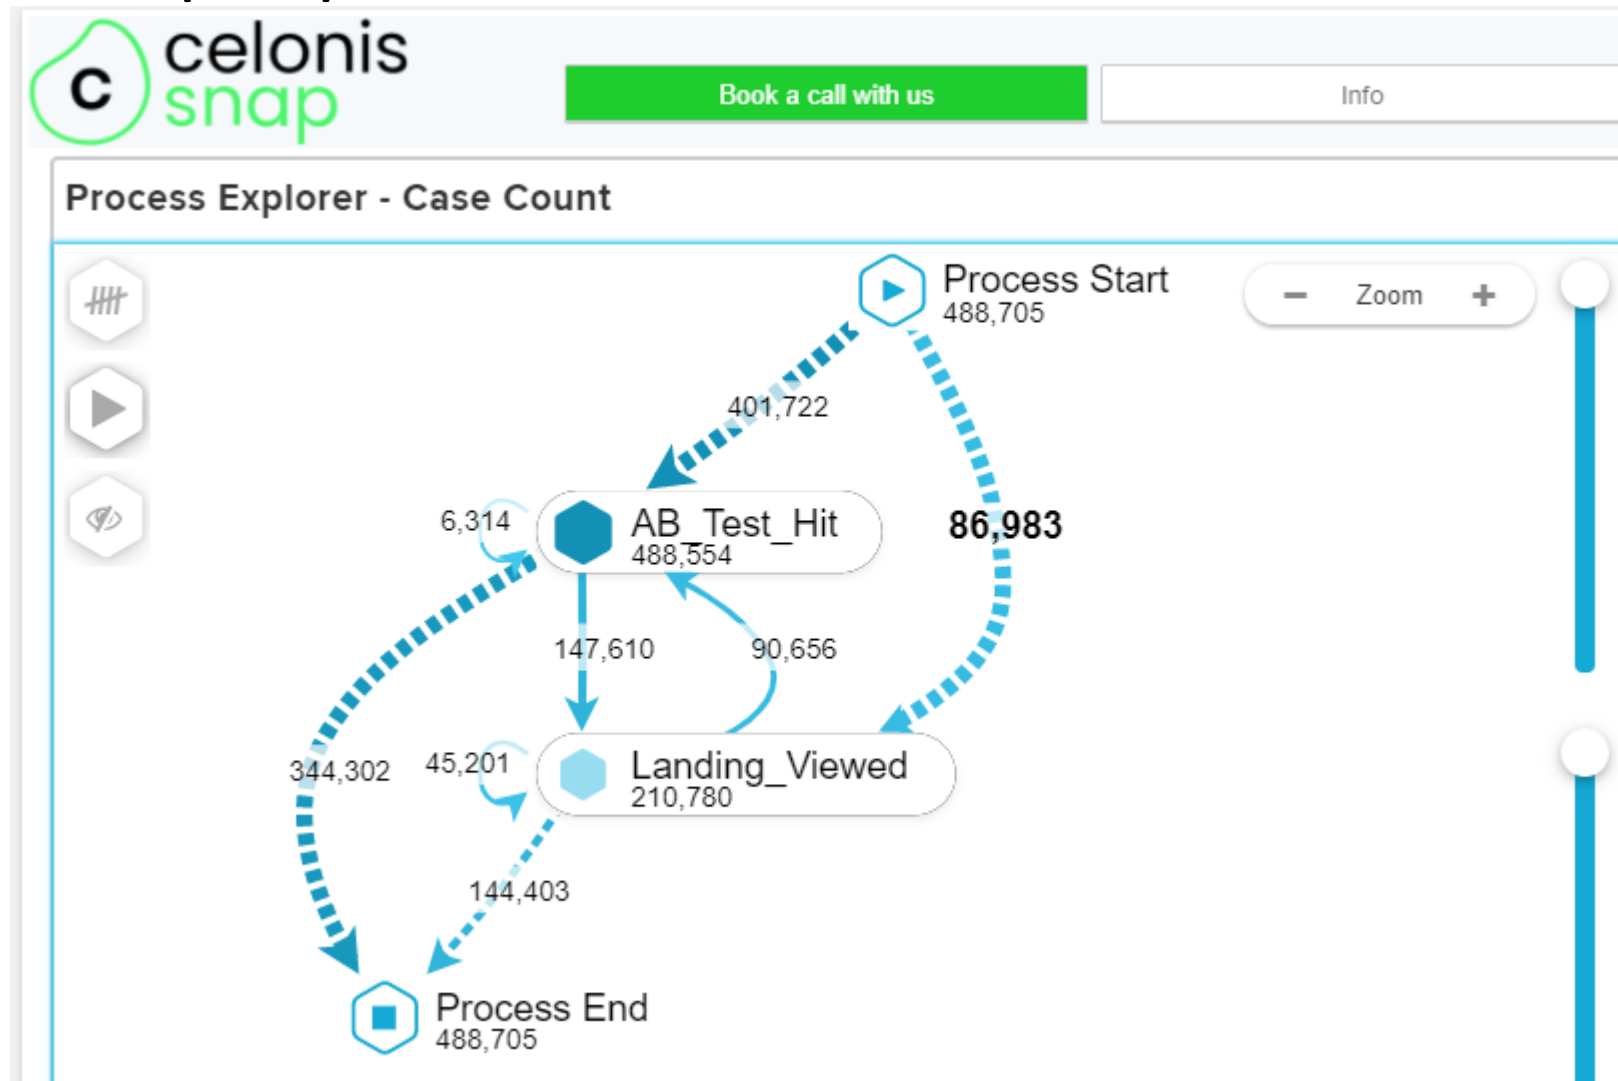 celonis
snap
Book a call with us
Info
Process Explorer - Case Count
Process Start
488,705
Zoom
401,722
6,314
AB_Test_Hit
488,554
86,983
147,610
90,656
344,302
45,201
Landing_Viewed
210,780
144,403
Process End
488,705